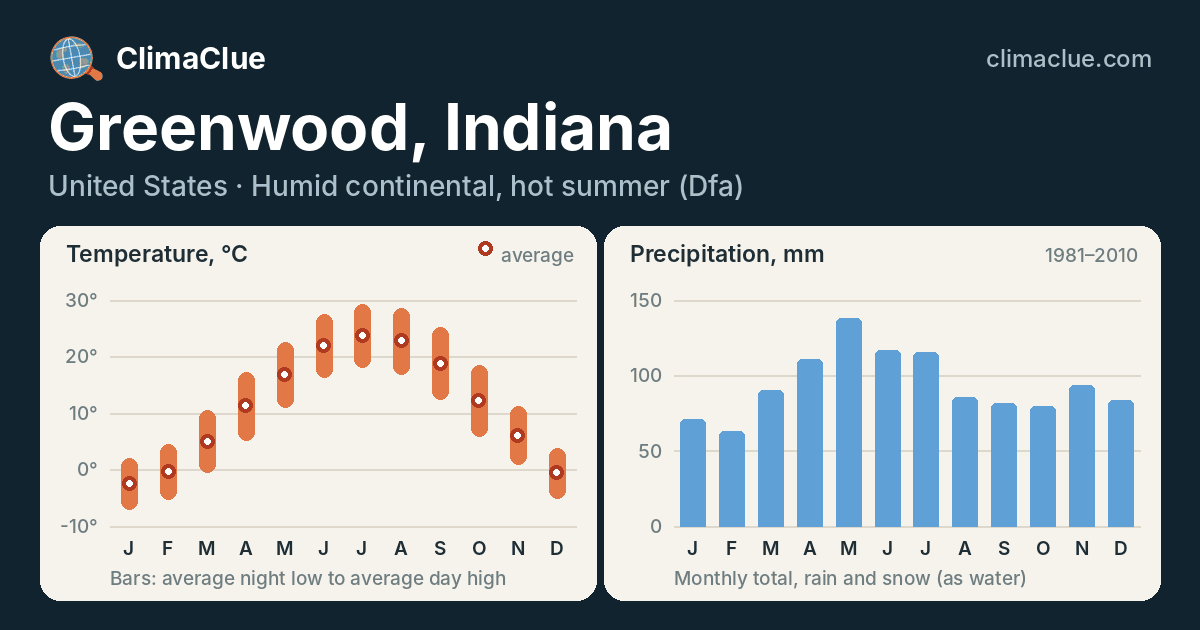 ClimaClue
climaclue.com
Greenwood, Indiana
United States · Humid continental, hot summer (Dfa)
Temperature, °C
average
30°
20°
10°
0°
-10°
J F M A M J J A S O N D
Bars: average night low to average day high
Precipitation, mm
1981–2010
150
100
50
0
J F M A M J J A S O N D
Monthly total, rain and snow (as water)